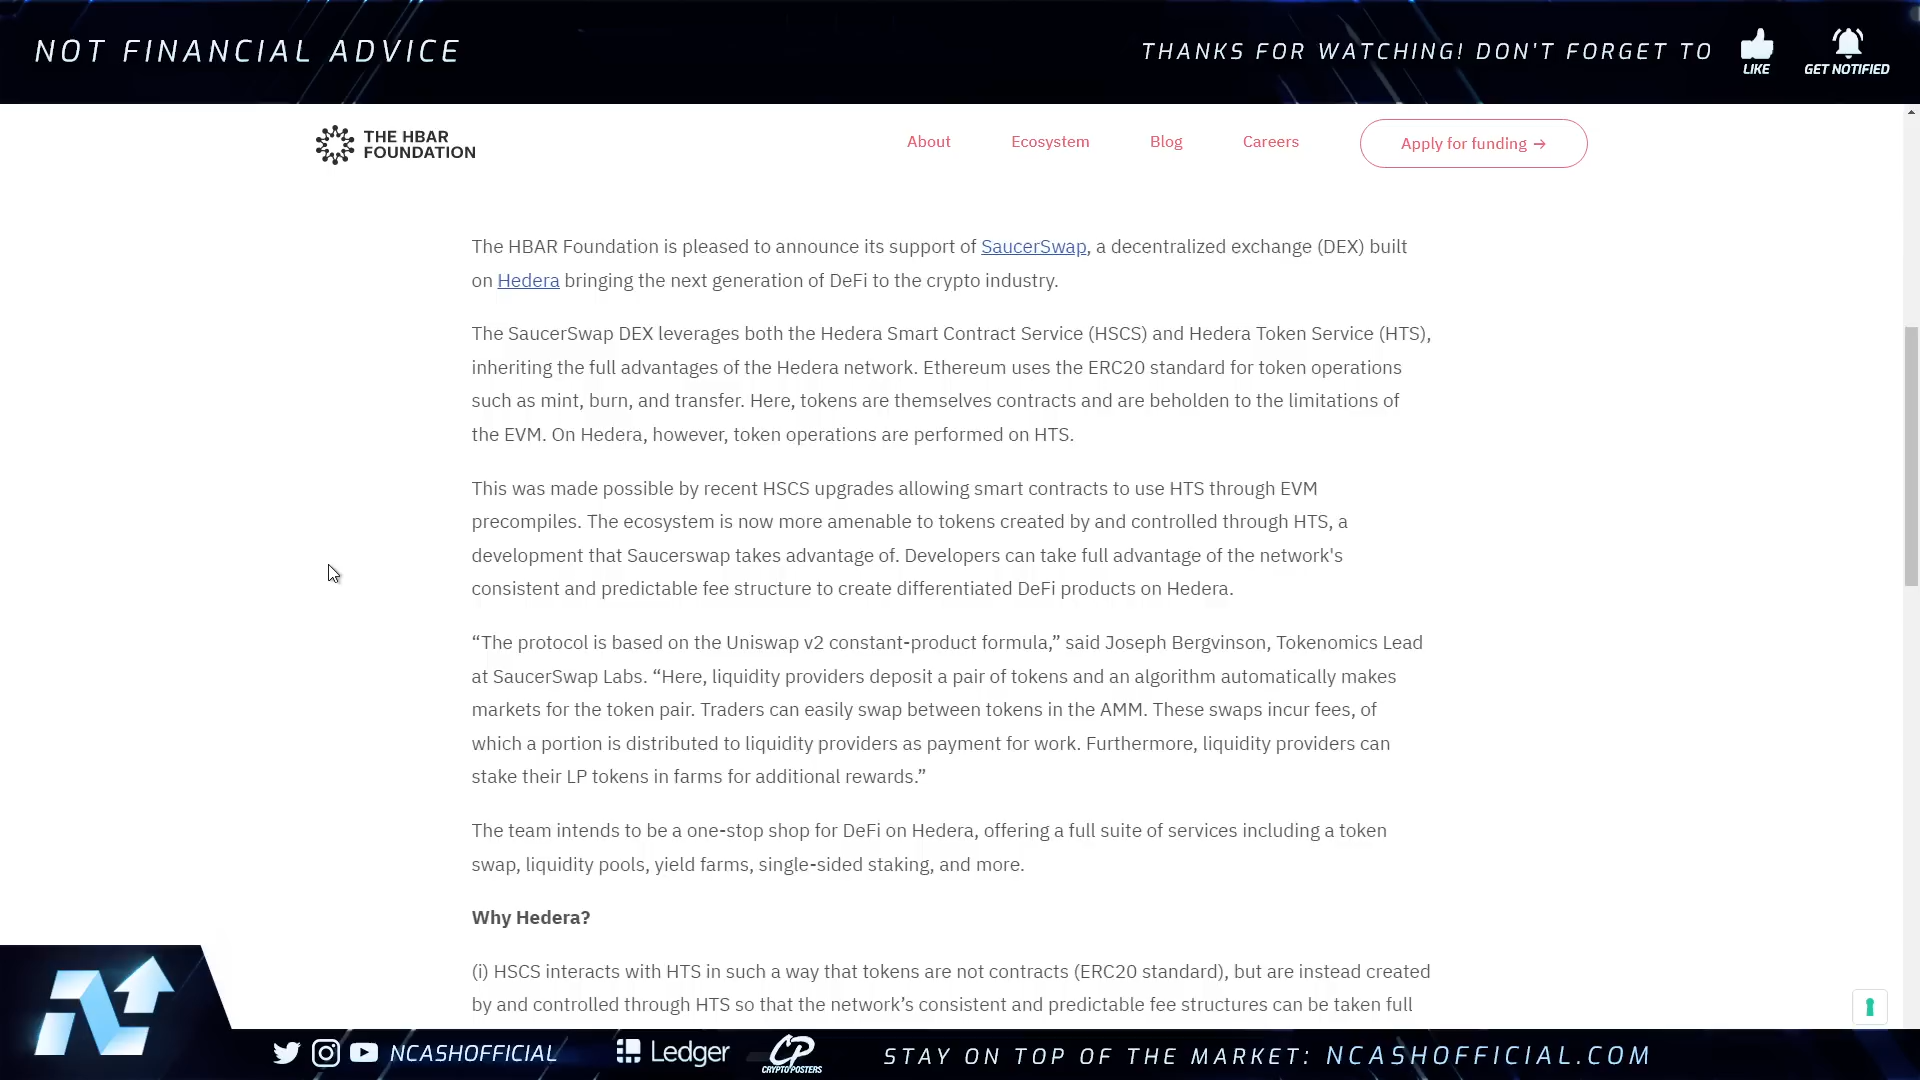 NOT FINANCIAL ADVICE
THANKS FOR WATCHING! DON'T FORGET TO
LIKE
GET NOTIFIED
THE HBAR
FOUNDATION
About
Ecosystem
Blog
Careers
Apply for funding →
The HBAR Foundation is pleased to announce its support of SaucerSwap, a decentralized exchange (DEX) built
on Hedera bringing the next generation of DeFi to the crypto industry.
The SaucerSwap DEX leverages both the Hedera Smart Contract Service (HSCS) and Hedera Token Service (HTS),
inheriting the full advantages of the Hedera network. Ethereum uses the ERC20 standard for token operations
such as mint, burn, and transfer. Here, tokens are themselves contracts and are beholden to the limitations of
the EVM. On Hedera, however, token operations are performed on HTS.
This was made possible by recent HSCS upgrades allowing smart contracts to use HTS through EVM
precompiles. The ecosystem is now more amenable to tokens created by and controlled through HTS, a
development that Saucerswap takes advantage of. Developers can take full advantage of the network's
consistent and predictable fee structure to create differentiated DeFi products on Hedera.
“The protocol is based on the Uniswap v2 constant-product formula,” said Joseph Bergvinson, Tokenomics Lead
at SaucerSwap Labs. “Here, liquidity providers deposit a pair of tokens and an algorithm automatically makes
markets for the token pair. Traders can easily swap between tokens in the AMM. These swaps incur fees, of
which a portion is distributed to liquidity providers as payment for work. Furthermore, liquidity providers can
stake their LP tokens in farms for additional rewards.”
The team intends to be a one-stop shop for DeFi on Hedera, offering a full suite of services including a token
swap, liquidity pools, yield farms, single-sided staking, and more.
Why Hedera?
(i) HSCS interacts with HTS in such a way that tokens are not contracts (ERC20 standard), but are instead created
by and controlled through HTS so that the network’s consistent and predictable fee structures can be taken full
NCASHOFFICIAL
Ledger
CP
CRYPTOPOSTERS
STAY ON TOP OF THE MARKET: NCASHOFFICIAL.COM